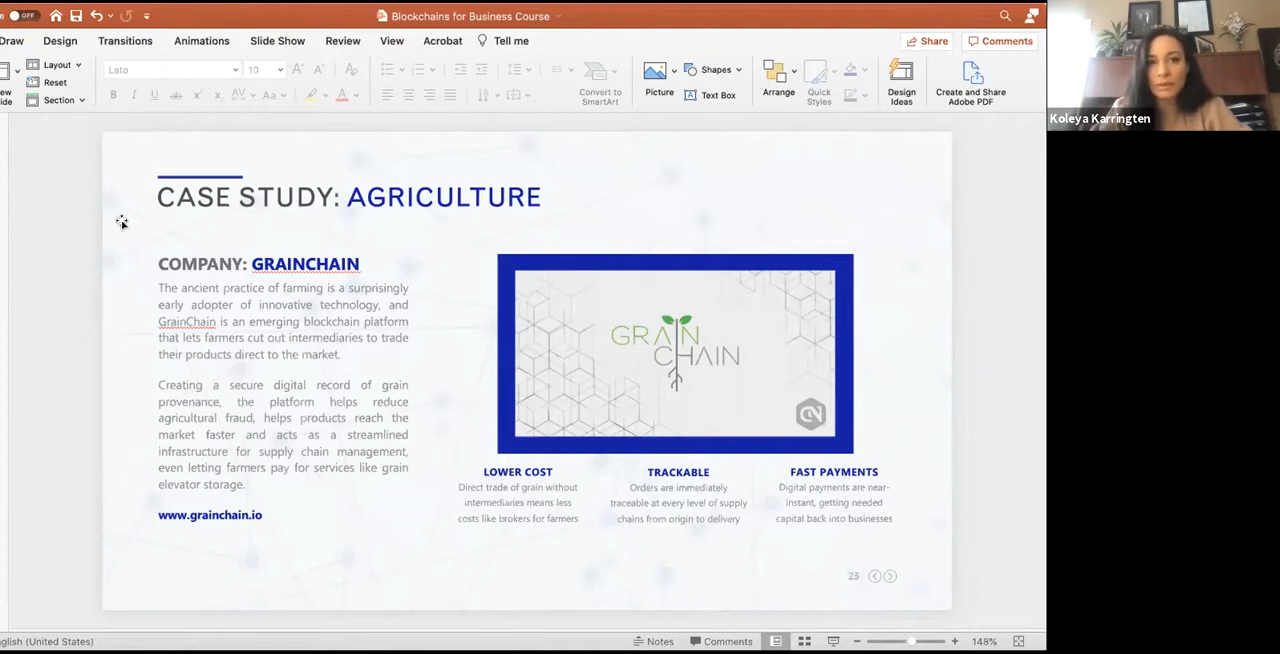 OFF
Blockchains for Business Course
Draw
Design
Transitions
Animations
Slide Show
Review
View
Acrobat
Tell me
Share
Comments
Layout
Reset
Section
Lato
10
Convert to
SmartArt
Picture
Shapes
Text Box
Arrange
Quick
Styles
Design
Ideas
Create and Share
Adobe PDF
Koleya Karringten
CASE STUDY: AGRICULTURE
COMPANY: GRAINCHAIN
The ancient practice of farming is a surprisingly
early adopter of innovative technology, and
GrainChain is an emerging blockchain platform
that lets farmers cut out intermediaries to trade
their products direct to the market.
Creating a secure digital record of grain
provenance, the platform helps reduce
agricultural fraud, helps products reach the
market faster and acts as a streamlined
infrastructure for supply chain management,
even letting farmers pay for services like grain
elevator storage.
www.grainchain.io
GRAIN
CHAIN
LOWER COST
Direct trade of grain without
intermediaries means less
costs like brokers for farmers
TRACKABLE
Orders are immediately
traceable at every level of supply
chains from origin to delivery
FAST PAYMENTS
Digital payments are near-
instant, getting needed
capital back into businesses
23
English (United States)
Notes
Comments
148%